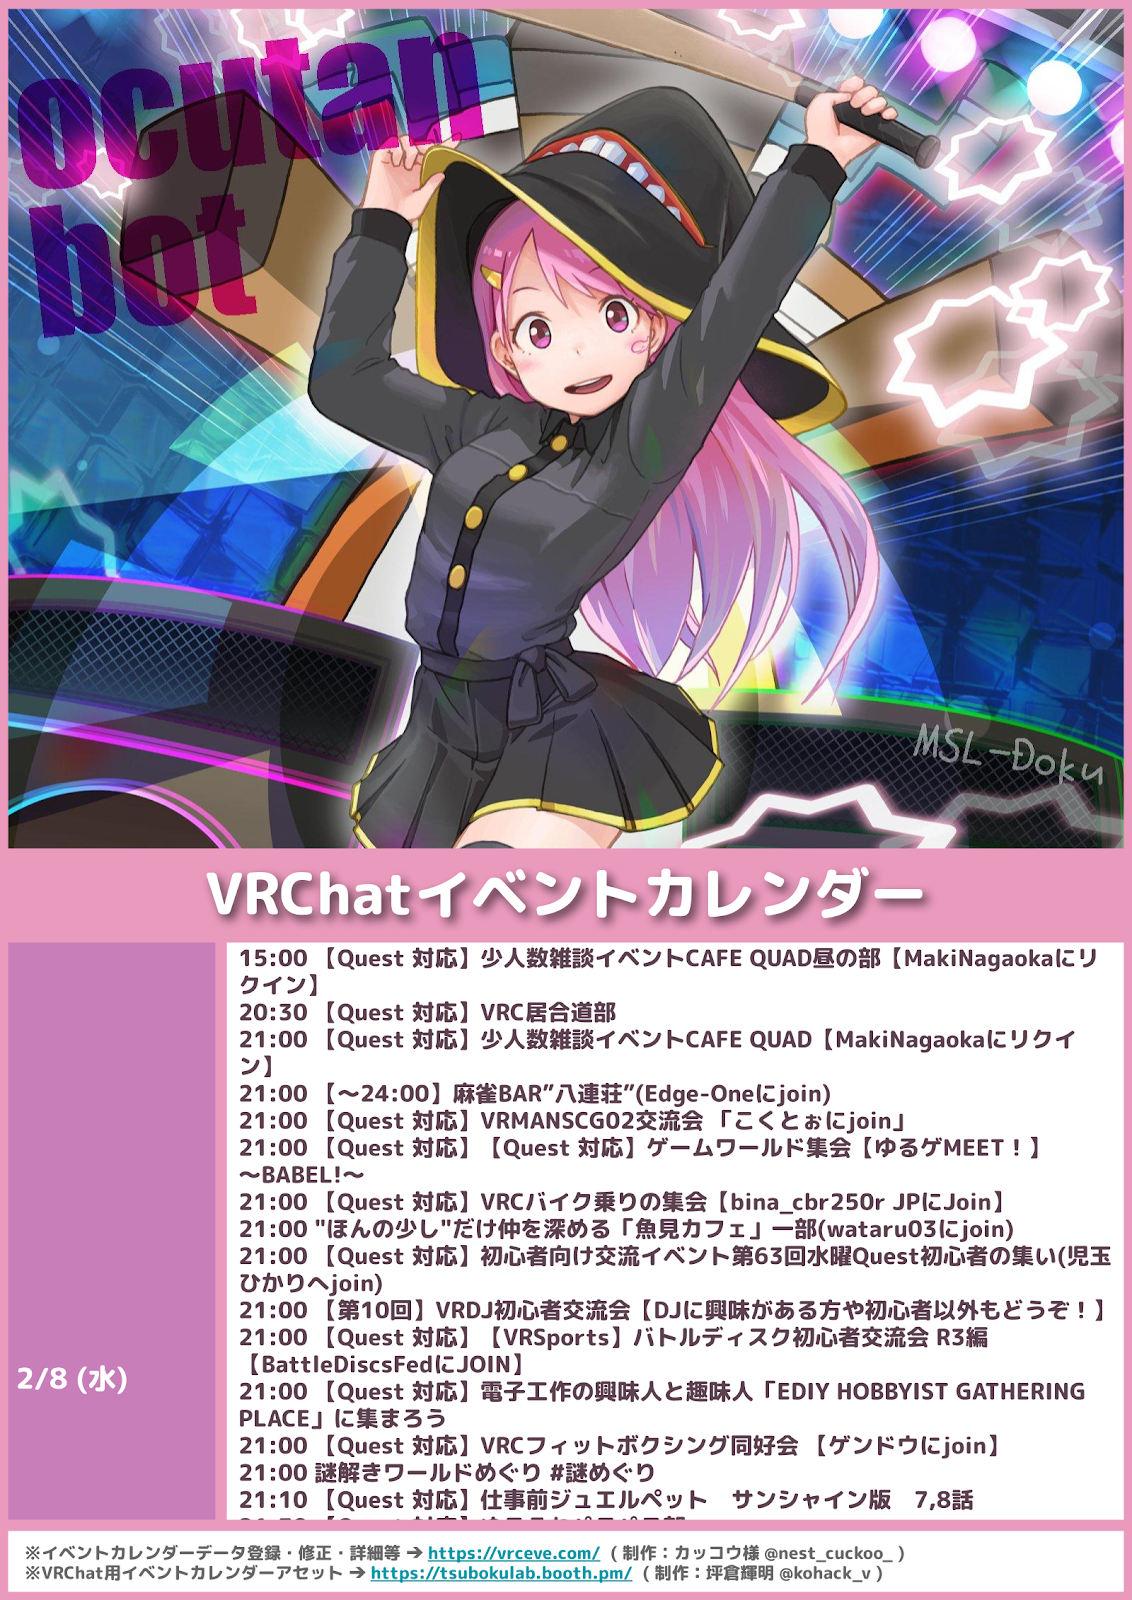 ocutan
bot
MSL-Doku
VRChatイベントカレンダー
2/8 (水)
15:00 【Quest 対応】少人数雑談イベントCAFE QUAD昼の部【MakiNagaokaにリ
クイン】
20:30 【Quest 対応】VRC居合道部
21:00 【Quest 対応】少人数雑談イベントCAFE QUAD【MakiNagaokaにリクイ
ン】
21:00 【～24:00】麻雀BAR”八連荘”(Edge-Oneにjoin)
21:00 【Quest 対応】VRMANSCG02交流会 「こくとぉにjoin」
21:00 【Quest 対応】【Quest 対応】ゲームワールド集会【ゆるゲMEET！】
～BABEL!～
21:00 【Quest 対応】VRCバイク乗りの集会【bina_cbr250r JPにJoin】
21:00 "ほんの少し"だけ仲を深める「魚見カフェ」一部(wataru03にjoin)
21:00 【Quest 対応】初心者向け交流イベント第63回水曜Quest初心者の集い(児玉
ひかりへjoin)
21:00 【第10回】VRDJ初心者交流会【DJに興味がある方や初心者以外もどうぞ！】
21:00 【Quest 対応】【VRSports】バトルディスク初心者交流会 R3編
【BattleDiscsFedにJOIN】
21:00 【Quest 対応】電子工作の興味人と趣味人「EDIY HOBBYIST GATHERING
PLACE」に集まろう
21:00 【Quest 対応】VRCフィットボクシング同好会 【ゲンドウにjoin】
21:00 謎解きワールドめぐり #謎めぐり
21:10 【Quest 対応】仕事前ジュエルペット　サンシャイン版　7,8話
※イベントカレンダーデータ登録・修正・詳細等 ➔ https://vrceve.com/ （ 制作：カッコウ様 @nest_cuckoo_ ）
※VRChat用イベントカレンダーアセット ➔ https://tsubokulab.booth.pm/ （ 制作：坪倉輝明 @kohack_v ）